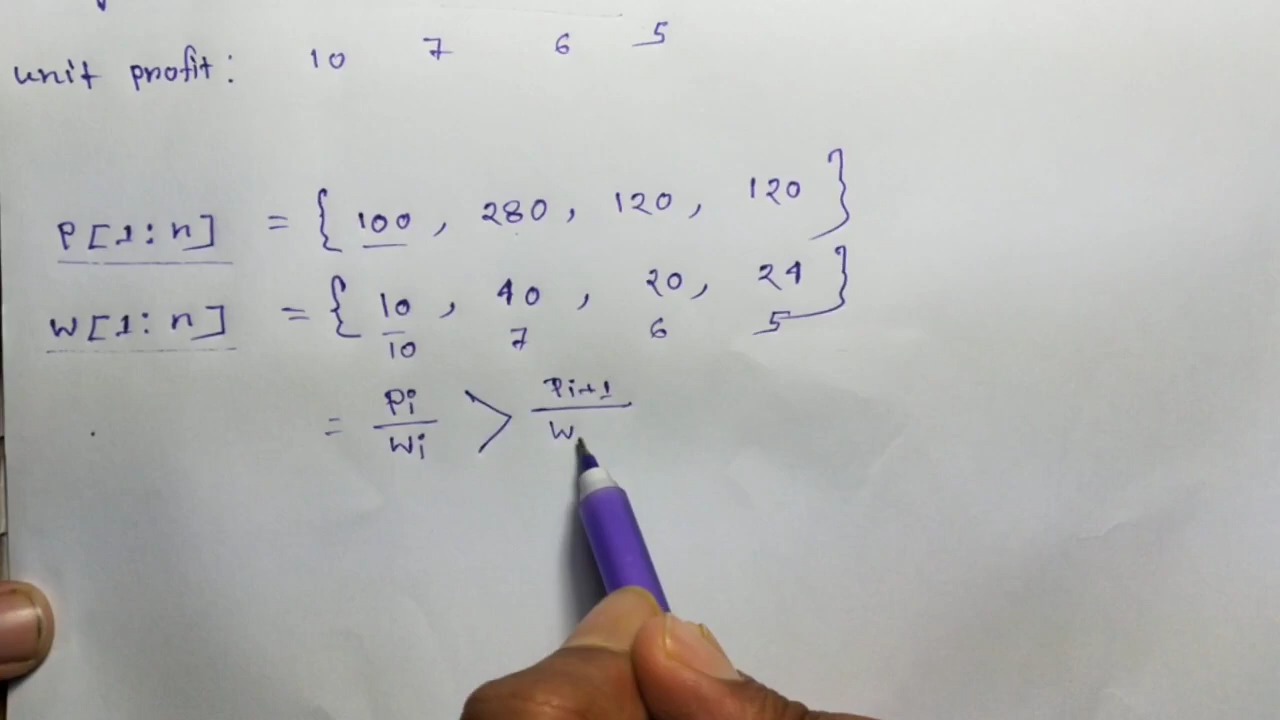 unit profit: 10 7 6 5
P[1:n] = { 100, 280, 120, 120 }
W[1:n] = { 10, 40, 20, 24 }
10 7 6 5
= Pi/Wi > Pi+1/W